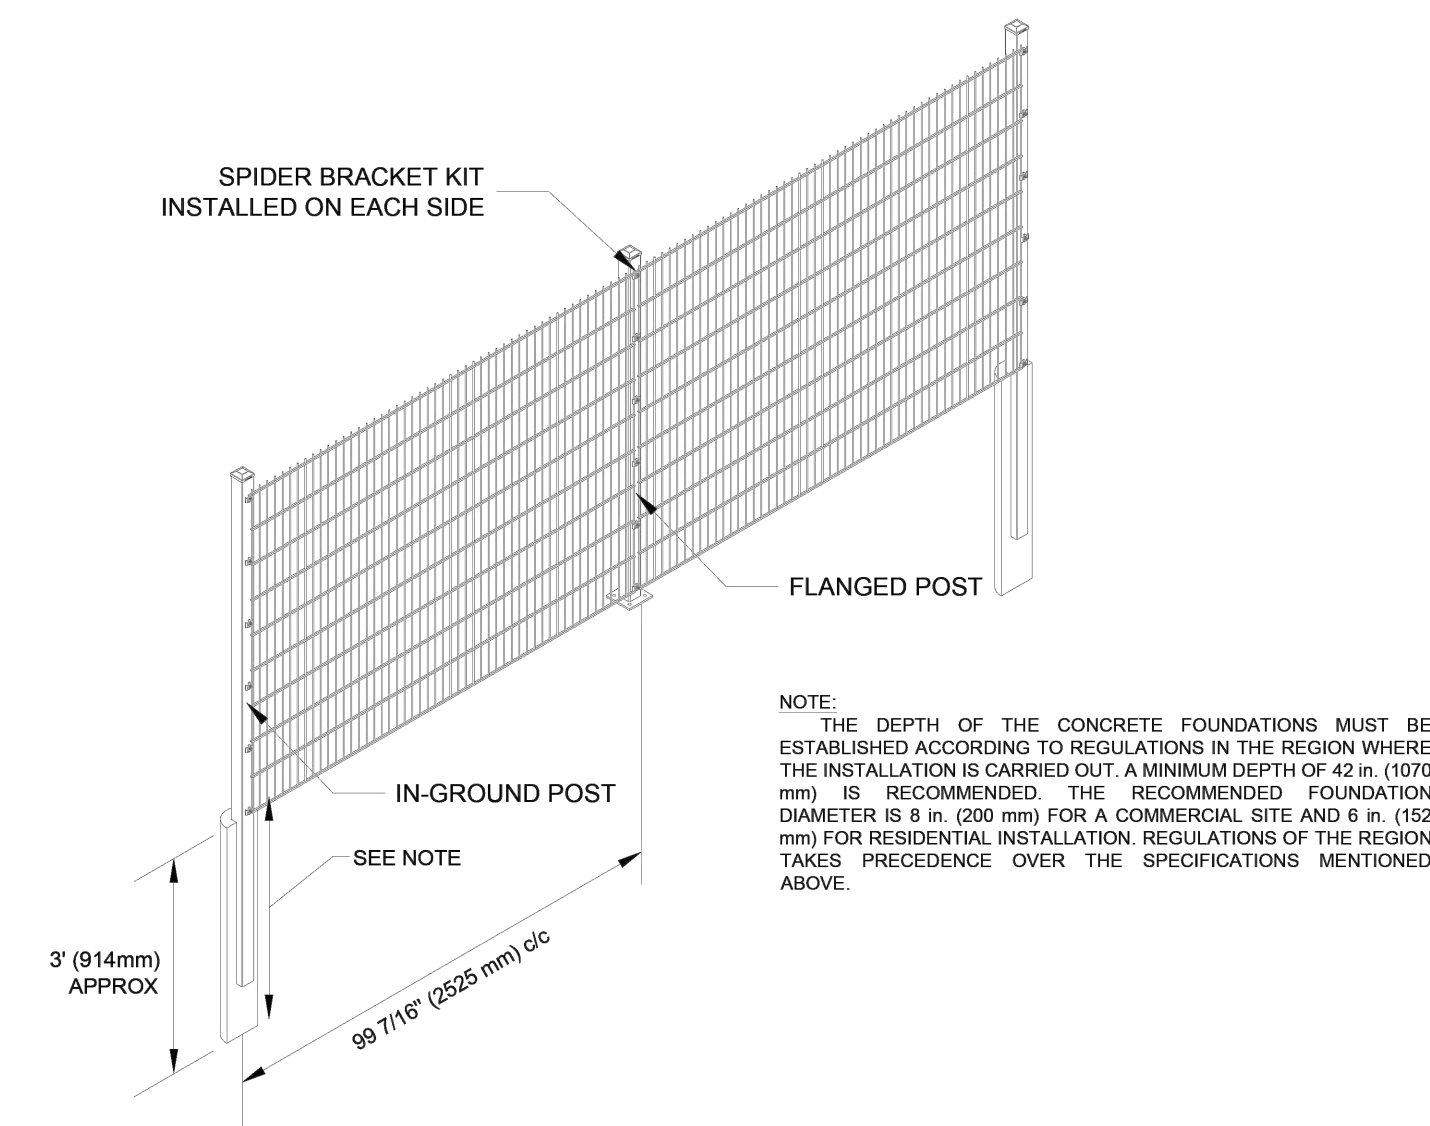 SPIDER BRACKET KIT
INSTALLED ON EACH SIDE
FLANGED POST
IN-GROUND POST
SEE NOTE
3' (914mm)
APPROX
99 7/16" (2525 mm) c/c
NOTE:
THE DEPTH OF THE CONCRETE FOUNDATIONS MUST BE
ESTABLISHED ACCORDING TO REGULATIONS IN THE REGION WHERE
THE INSTALLATION IS CARRIED OUT. A MINIMUM DEPTH OF 42 in. (1070
mm) IS RECOMMENDED. THE RECOMMENDED FOUNDATION
DIAMETER IS 8 in. (200 mm) FOR A COMMERCIAL SITE AND 6 in. (152
mm) FOR RESIDENTIAL INSTALLATION. REGULATIONS OF THE REGION
TAKES PRECEDENCE OVER THE SPECIFICATIONS MENTIONED
ABOVE.